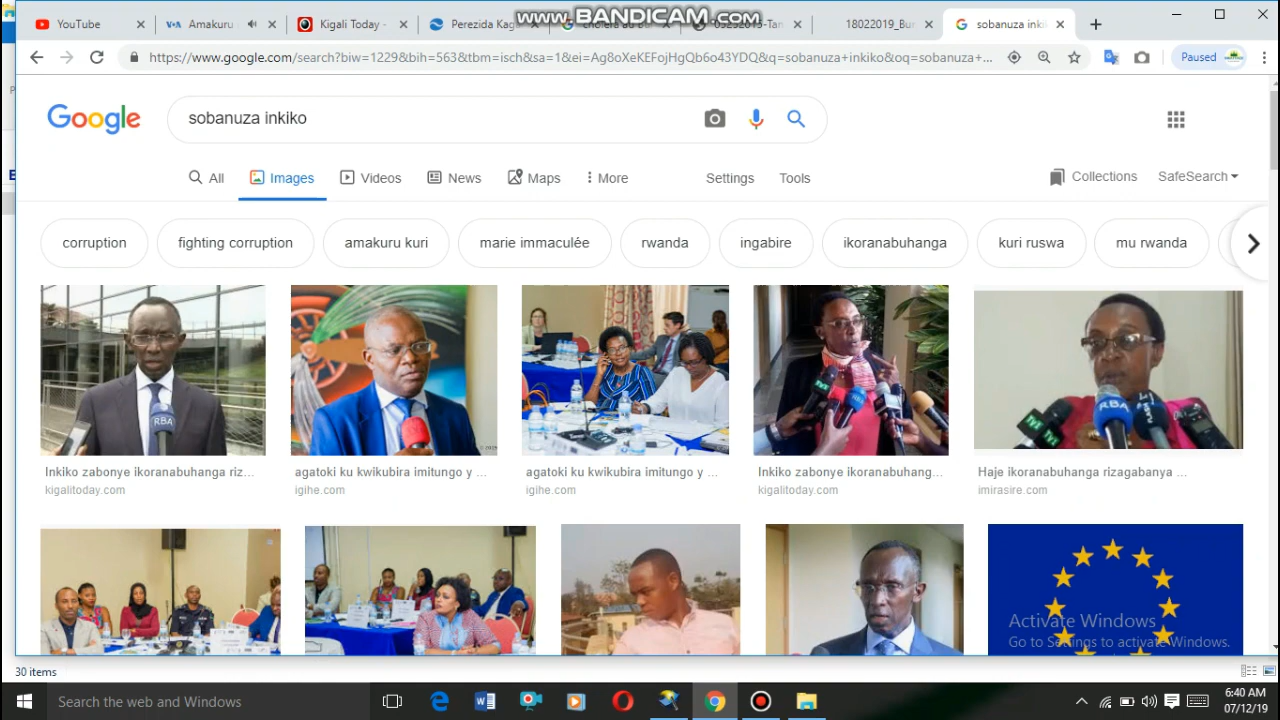 www.BANDICAM.com
YouTube
Amakuru
Kigali Today -
Perezida Kag
18022019_Bu
sobanuza inki
https://www.google.com/search?biw=1229&bih=563&tbm=isch&sa=1&ei=Ag8oXeKEFojHgQb6o43YDQ&q=sobanuza+inkiko&oq=sobanuza+...
Paused
Google
sobanuza inkiko
All
Images
Videos
News
Maps
More
Settings
Tools
Collections
SafeSearch
corruption
fighting corruption
amakuru kuri
marie immaculée
rwanda
ingabire
ikoranabuhanga
kuri ruswa
mu rwanda
RBA
RBA
Inkiko zabonye ikoranabuhanga riz...
agatoki ku kwikubira imitungo y ...
agatoki ku kwikubira imitungo y ...
Inkiko zabonye ikoranabuhang...
Haje ikoranabuhanga rizagabanya ...
kigalitoday.com
igihe.com
igihe.com
kigalitoday.com
imirasire.com
Activate Windows
Go to Settings to activate Windows.
30 items
Search the web and Windows
6:40 AM
07/12/19